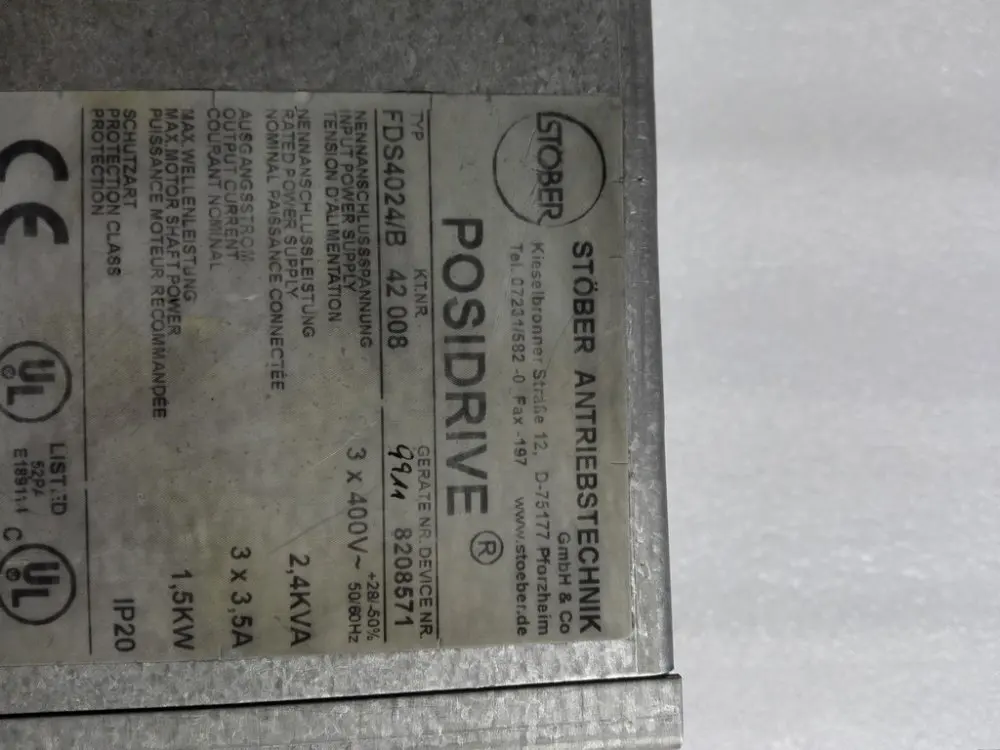 STÖBER
STÖBER ANTRIEBSTECHNIK
GmbH & Co
Kieselbronner Straße 12, D-75177 Pforzheim
Tel. 07231/582 -0 Fax -197 www.stoeber.de
POSIDRIVE ®
TYP KT.NR. GERÄTE NR. DEVICE NR.
FDS4024/B 42 008 9911 8208571
NENNANSCHLUSSSPANNUNG
INPUT POWER SUPPLY 3 x 400V~ +28/-50% 50/60Hz
TENSION D'ALIMENTATION
NENNANSCHLUSSLEISTUNG
RATED POWER SUPPLY 2,4KVA
NOMINAL PAISSANCE CONNECTÉE
AUSGANGSSTROM
OUTPUT CURRENT 3 x 3,5A
COURANT NOMINAL
MAX.WELLENLEISTUNG
MAX.MOTOR SHAFT POWER 1,5KW
PUISSANCE MOTEUR RECOMMANDÉE
SCHUTZART
PROTECTION CLASS IP20
PROTECTION
CE
UL
LISTED
52PA
C UL